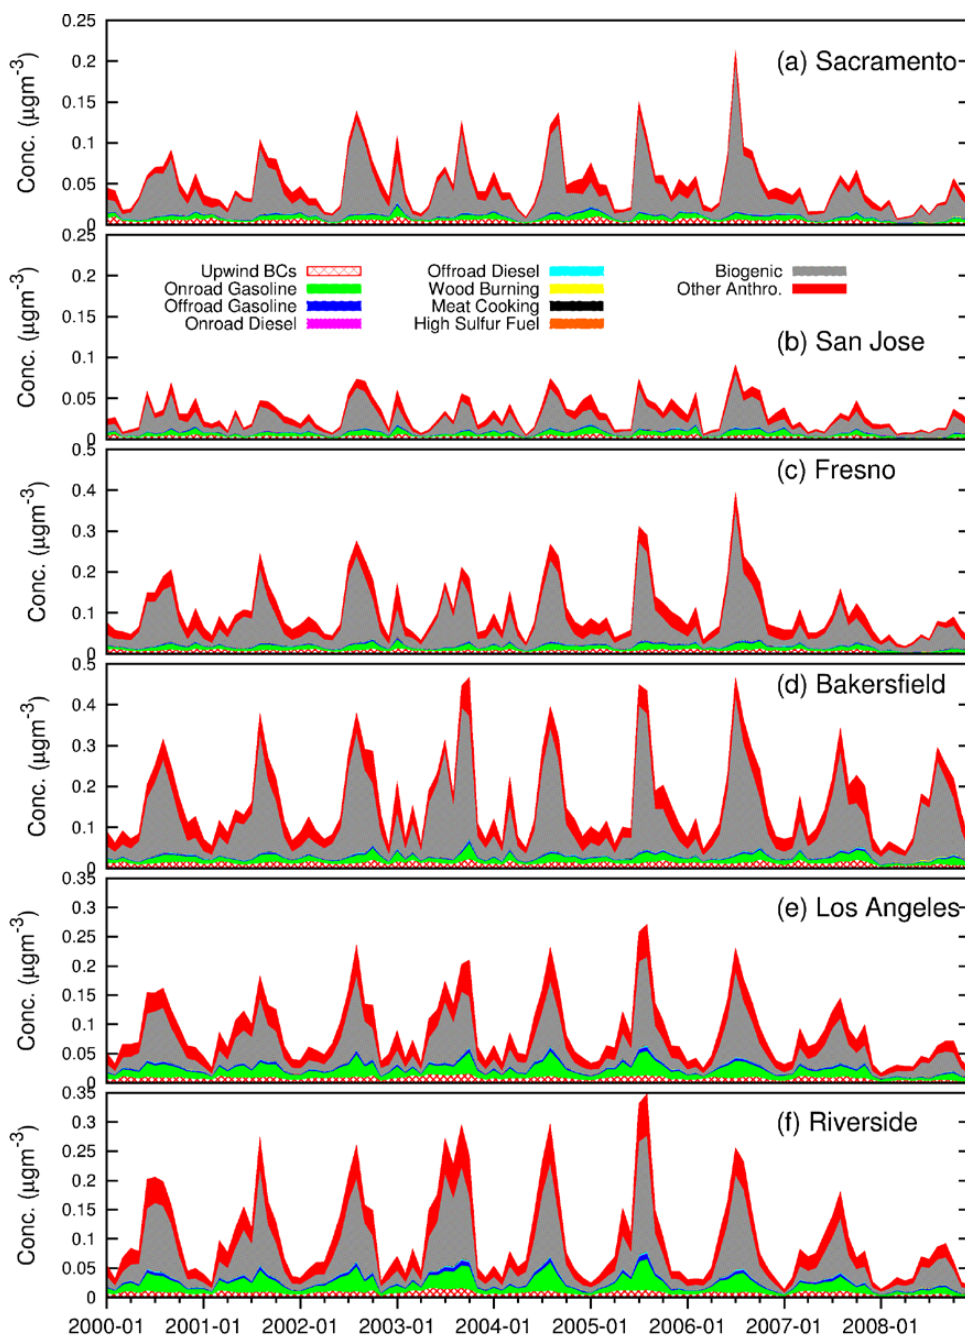 0.25
0.2
0.15
0.1
0.05
0
Conc. (µgm⁻³)
(a) Sacramento
0.25
0.2
0.15
0.1
0.05
0
Conc. (µgm⁻³)
Upwind BCs
Onroad Gasoline
Offroad Gasoline
Onroad Diesel
Offroad Diesel
Wood Burning
Meat Cooking
High Sulfur Fuel
Biogenic
Other Anthro.
(b) San Jose
0.5
0.4
0.3
0.2
0.1
0
Conc. (µgm⁻³)
(c) Fresno
0.5
0.4
0.3
0.2
0.1
0
Conc. (µgm⁻³)
(d) Bakersfield
0.35
0.3
0.25
0.2
0.15
0.1
0.05
0
Conc. (µgm⁻³)
(e) Los Angeles
0.35
0.3
0.25
0.2
0.15
0.1
0.05
0
Conc. (µgm⁻³)
(f) Riverside
2000-01 2001-01 2002-01 2003-01 2004-01 2005-01 2006-01 2007-01 2008-01